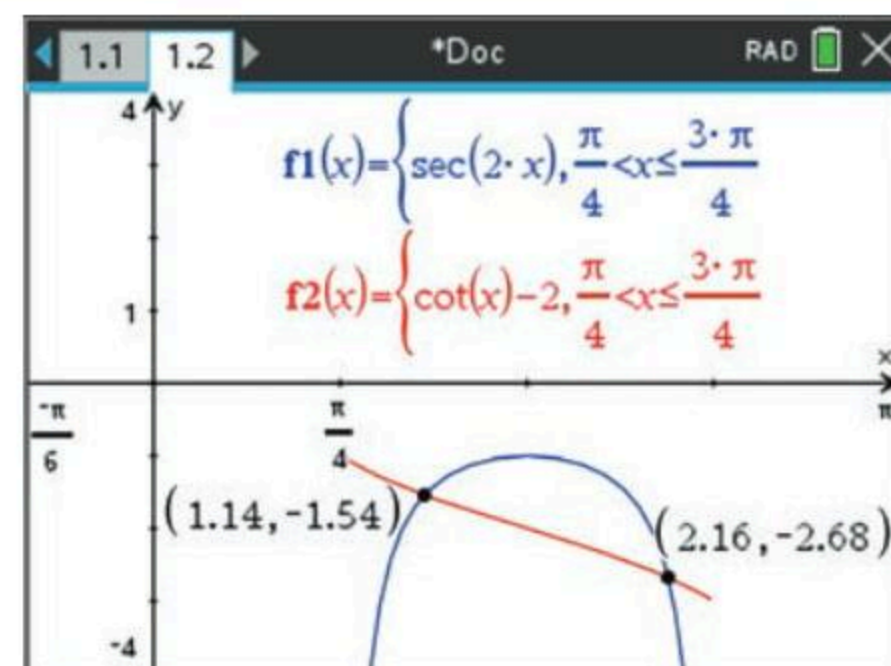 1.1 1.2 *Doc RAD
4 y
f1(x)={sec(2· x), π/4 <x≤ 3· π/4
f2(x)={cot(x)–2, π/4 <x≤ 3· π/4
1
x
-π/6 π/4 π
(1.14,-1.54)
(2.16,-2.68)
-4